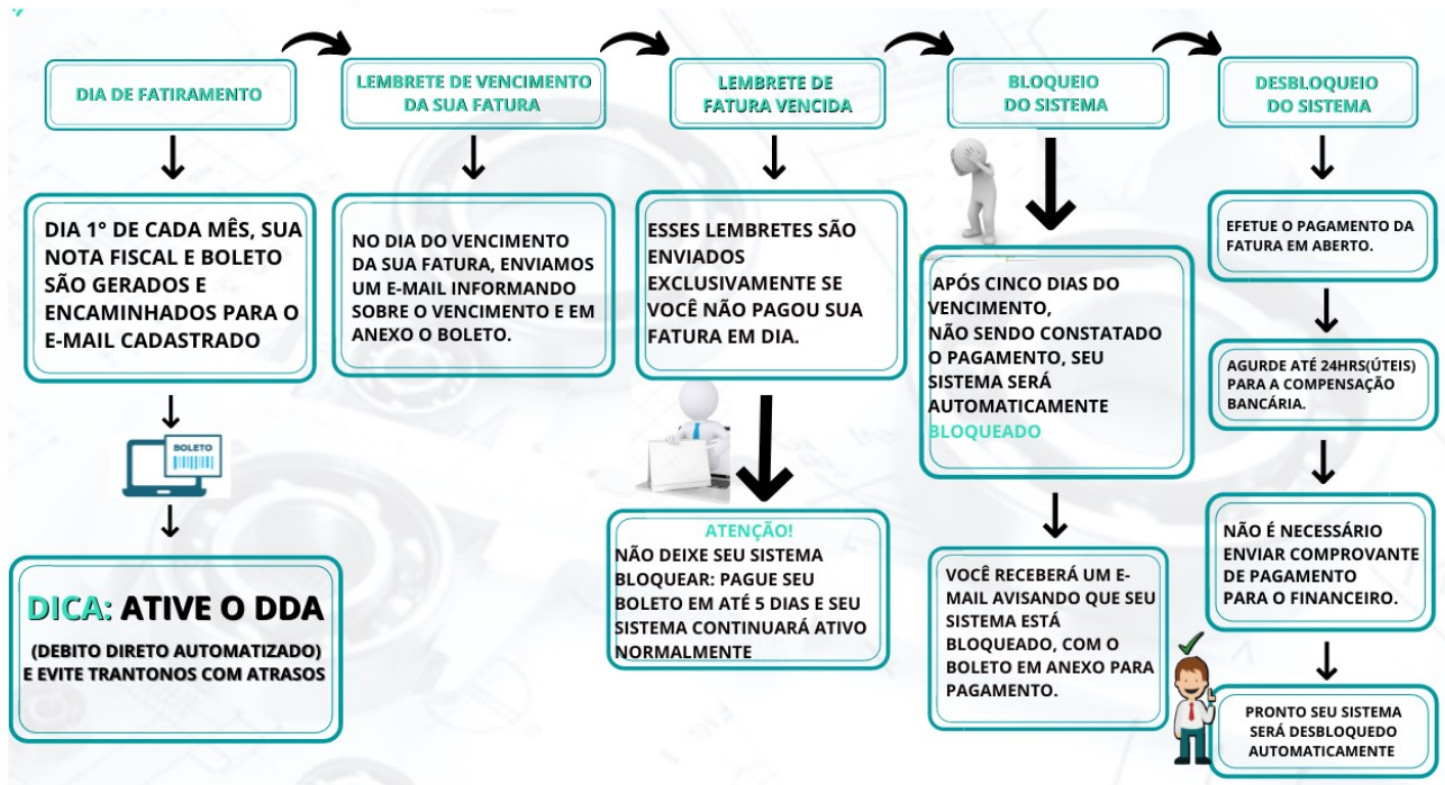 DIA DE FATIRAMENTO
DIA 1° DE CADA MÊS, SUA
NOTA FISCAL E BOLETO
SÃO GERADOS E
ENCAMINHADOS PARA O
E-MAIL CADASTRADO
BOLETO
DICA: ATIVE O DDA
(DEBITO DIRETO AUTOMATIZADO)
E EVITE TRANTONOS COM ATRASOS
LEMBRETE DE VENCIMENTO
DA SUA FATURA
NO DIA DO VENCIMENTO
DA SUA FATURA, ENVIAMOS
UM E-MAIL INFORMANDO
SOBRE O VENCIMENTO E EM
ANEXO O BOLETO.
LEMBRETE DE
FATURA VENCIDA
ESSES LEMBRETES SÃO
ENVIADOS
EXCLUSIVAMENTE SE
VOCÊ NÃO PAGOU SUA
FATURA EM DIA.
ATENÇÃO!
NÃO DEIXE SEU SISTEMA
BLOQUEAR: PAGUE SEU
BOLETO EM ATÉ 5 DIAS E SEU
SISTEMA CONTINUARÁ ATIVO
NORMALMENTE
BLOQUEIO
DO SISTEMA
APÓS CINCO DIAS DO
VENCIMENTO,
NÃO SENDO CONSTATADO
O PAGAMENTO, SEU
SISTEMA SERÁ
AUTOMATICAMENTE
BLOQUEADO
VOCÊ RECEBERÁ UM E-
MAIL AVISANDO QUE SEU
SISTEMA ESTÁ
BLOQUEADO, COM O
BOLETO EM ANEXO PARA
PAGAMENTO.
DESBLOQUEIO
DO SISTEMA
EFETUE O PAGAMENTO DA
FATURA EM ABERTO.
AGURDE ATÉ 24HRS(ÚTEIS)
PARA A COMPENSAÇÃO
BANCÁRIA.
NÃO É NECESSÁRIO
ENVIAR COMPROVANTE
DE PAGAMENTO
PARA O FINANCEIRO.
PRONTO SEU SISTEMA
SERÁ DESBLOQUEDO
AUTOMATICAMENTE